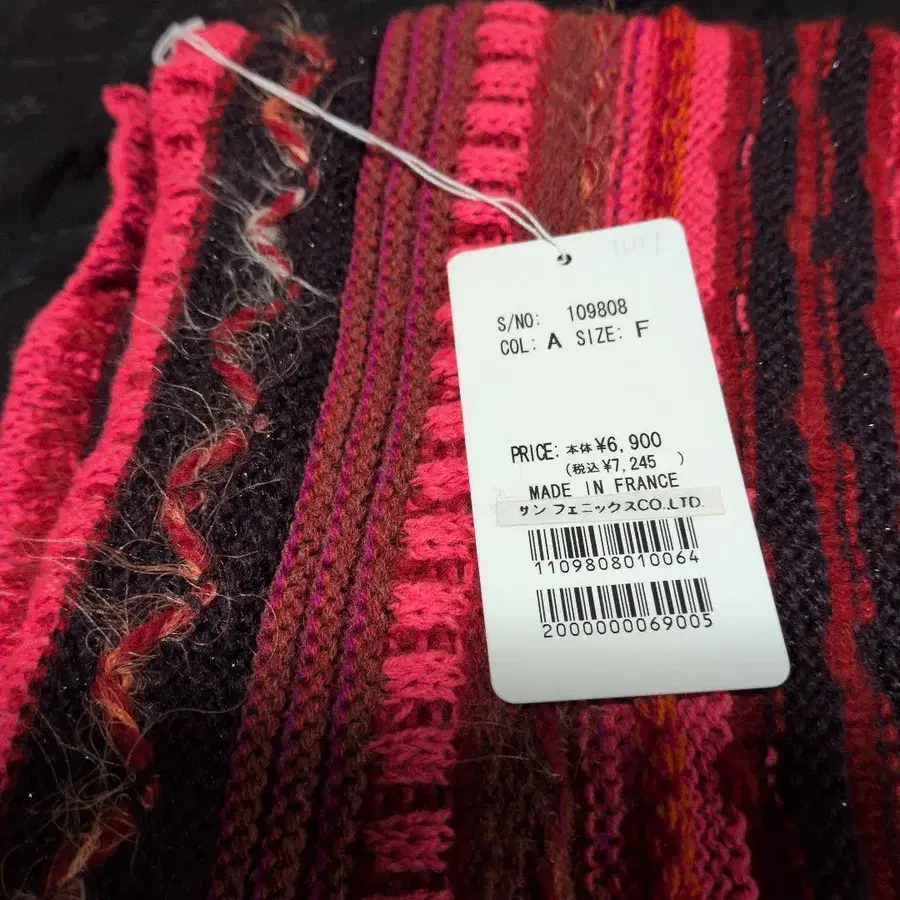 S/NO: 109808
COL: A SIZE: F
PRICE: 本体 ¥6,900
(税込 ¥7,245 )
MADE IN FRANCE
サン フェニックスCO.,LTD.
1109808010064
2000000069005